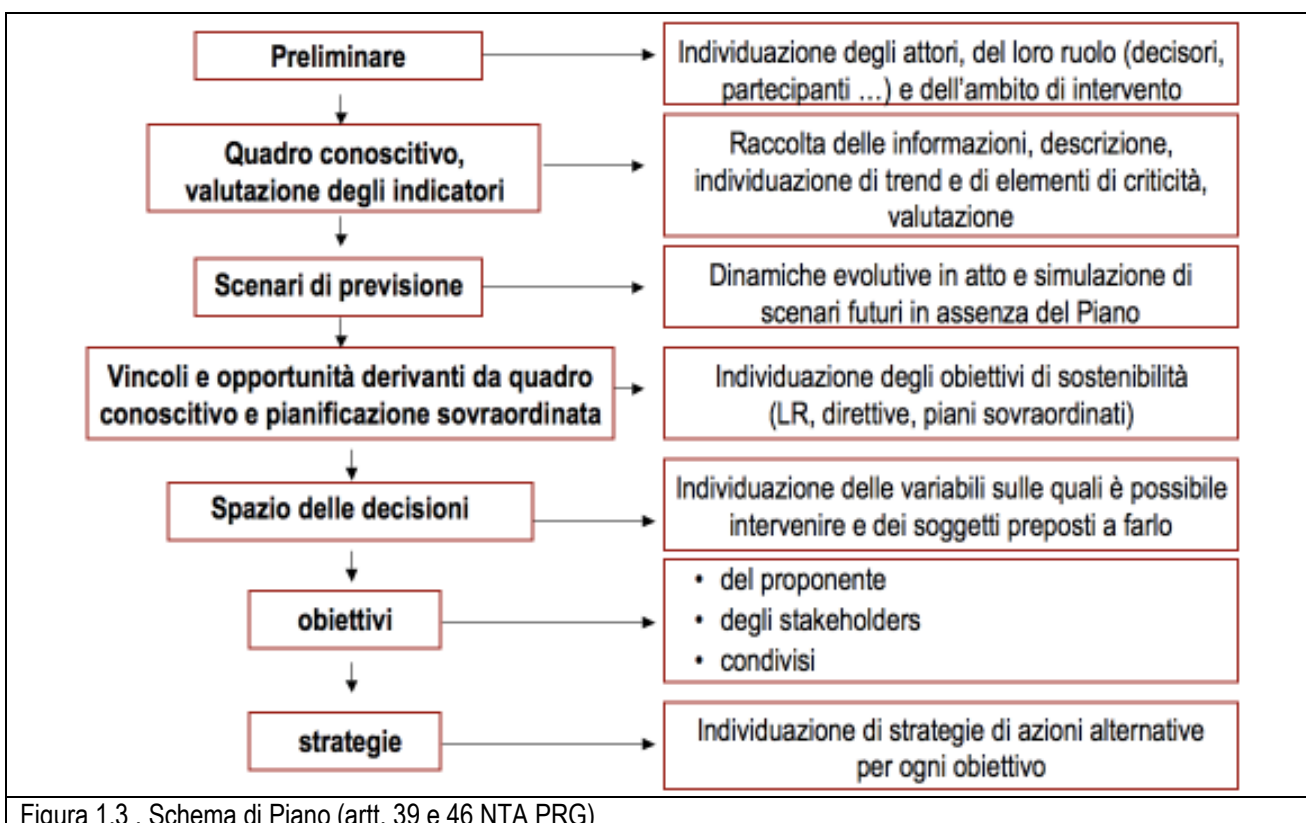 Preliminare
Individuazione degli attori, del loro ruolo (decisori,
partecipanti …) e dell'ambito di intervento
Quadro conoscitivo,
valutazione degli indicatori
Raccolta delle informazioni, descrizione,
individuazione di trend e di elementi di criticità,
valutazione
Scenari di previsione
Dinamiche evolutive in atto e simulazione di
scenari futuri in assenza del Piano
Vincoli e opportunità derivanti da quadro
conoscitivo e pianificazione sovraordinata
Individuazione degli obiettivi di sostenibilità
(LR, direttive, piani sovraordinati)
Spazio delle decisioni
Individuazione delle variabili sulle quali è possibile
intervenire e dei soggetti preposti a farlo
obiettivi
• del proponente
• degli stakeholders
• condivisi
strategie
Individuazione di strategie di azioni alternative
per ogni obiettivo
Figura 1.3 . Schema di Piano (artt. 39 e 46 NTA PRG)